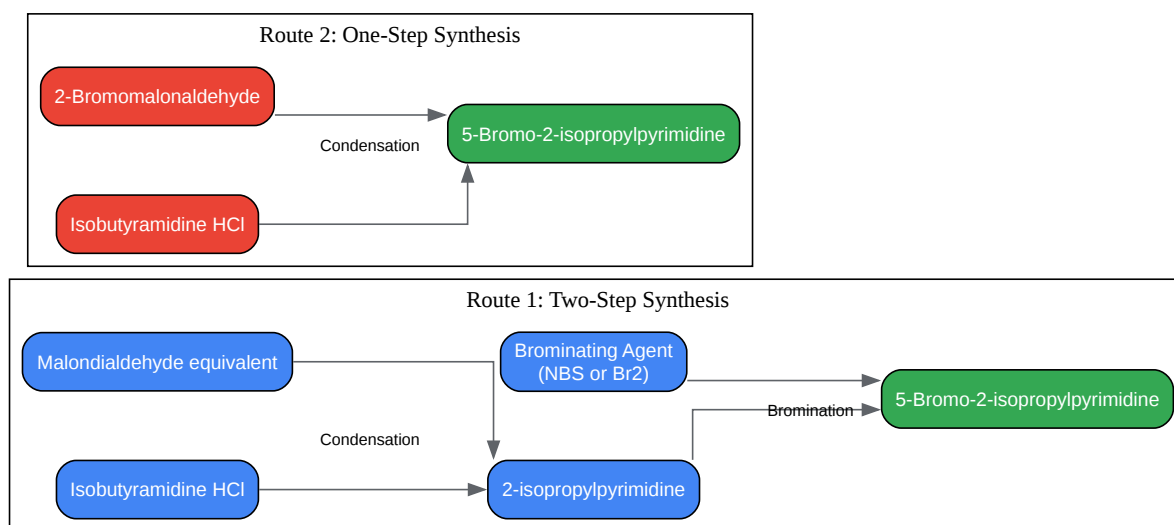 Route 2: One-Step Synthesis
2-Bromomalonaldehyde
5-Bromo-2-isopropylpyrimidine
Condensation
Isobutyramidine HCl
Route 1: Two-Step Synthesis
Malondialdehyde equivalent
Brominating Agent
(NBS or Br2)
5-Bromo-2-isopropylpyrimidine
Bromination
Condensation
Isobutyramidine HCl
2-isopropylpyrimidine